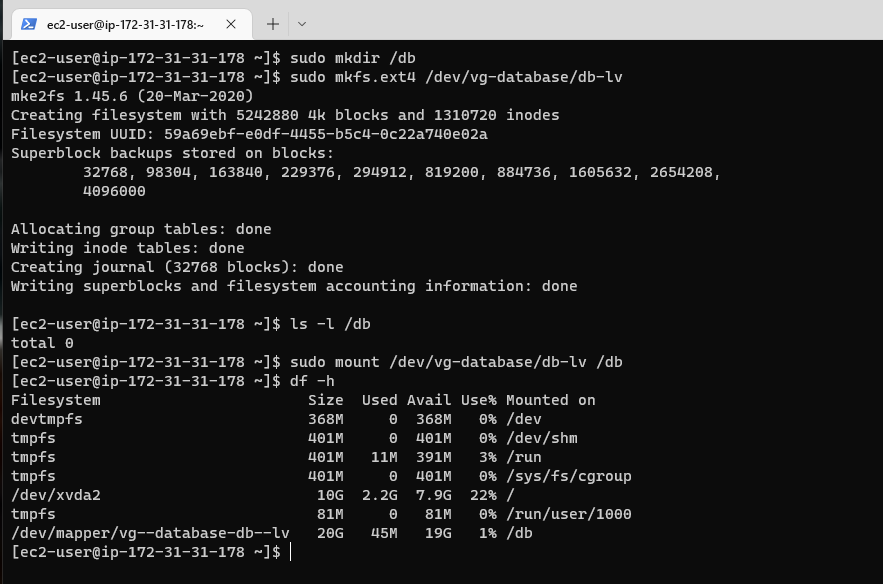 ec2-user@ip-172-31-31-178:~
[ec2-user@ip-172-31-31-178 ~]$ sudo mkdir /db
[ec2-user@ip-172-31-31-178 ~]$ sudo mkfs.ext4 /dev/vg-database/db-lv
mke2fs 1.45.6 (20-Mar-2020)
Creating filesystem with 5242880 4k blocks and 1310720 inodes
Filesystem UUID: 59a69ebf-e0df-4455-b5c4-0c22a740e02a
Superblock backups stored on blocks:
        32768, 98304, 163840, 229376, 294912, 819200, 884736, 1605632, 2654208,
        4096000

Allocating group tables: done
Writing inode tables: done
Creating journal (32768 blocks): done
Writing superblocks and filesystem accounting information: done

[ec2-user@ip-172-31-31-178 ~]$ ls -l /db
total 0
[ec2-user@ip-172-31-31-178 ~]$ sudo mount /dev/vg-database/db-lv /db
[ec2-user@ip-172-31-31-178 ~]$ df -h
Filesystem                       Size  Used Avail Use% Mounted on
devtmpfs                         368M     0  368M   0% /dev
tmpfs                            401M     0  401M   0% /dev/shm
tmpfs                            401M   11M  391M   3% /run
tmpfs                            401M     0  401M   0% /sys/fs/cgroup
/dev/xvda2                        10G  2.2G  7.9G  22% /
tmpfs                             81M     0   81M   0% /run/user/1000
/dev/mapper/vg--database-db--lv   20G   45M   19G   1% /db
[ec2-user@ip-172-31-31-178 ~]$